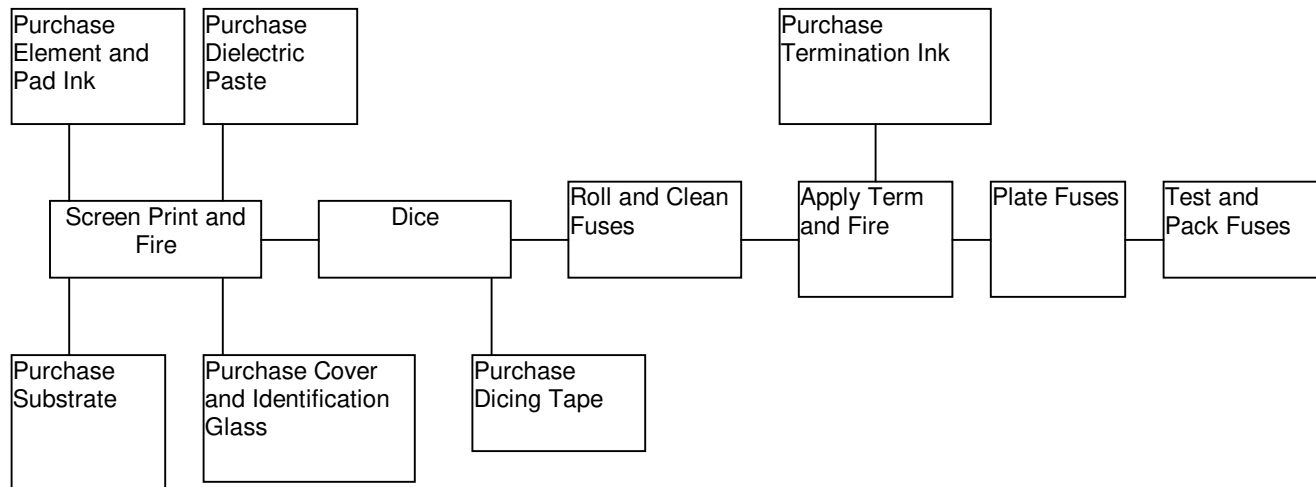 Purchase
Element and
Pad Ink
Purchase
Dielectric
Paste
Purchase
Termination Ink
Screen Print and
Fire
Dice
Roll and Clean
Fuses
Apply Term
and Fire
Plate Fuses
Test and
Pack Fuses
Purchase
Substrate
Purchase Cover
and Identification
Glass
Purchase
Dicing Tape